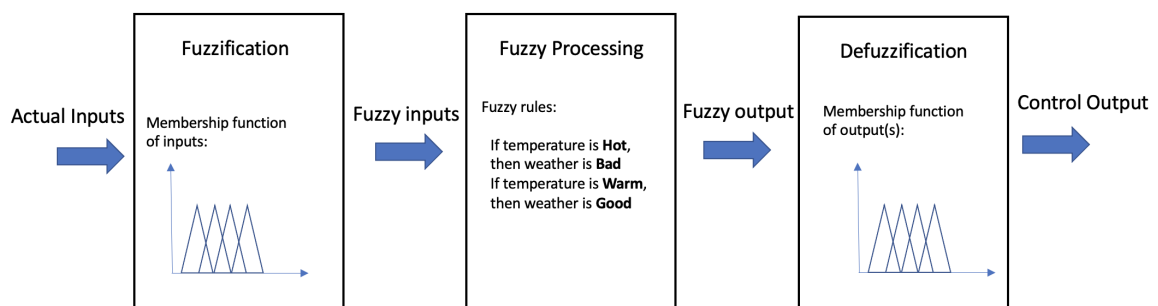 Actual Inputs
Fuzzification
Membership function
of inputs:
Fuzzy inputs
Fuzzy Processing
Fuzzy rules:
If temperature is Hot,
then weather is Bad
If temperature is Warm,
then weather is Good
Fuzzy output
Defuzzification
Membership function
of output(s):
Control Output